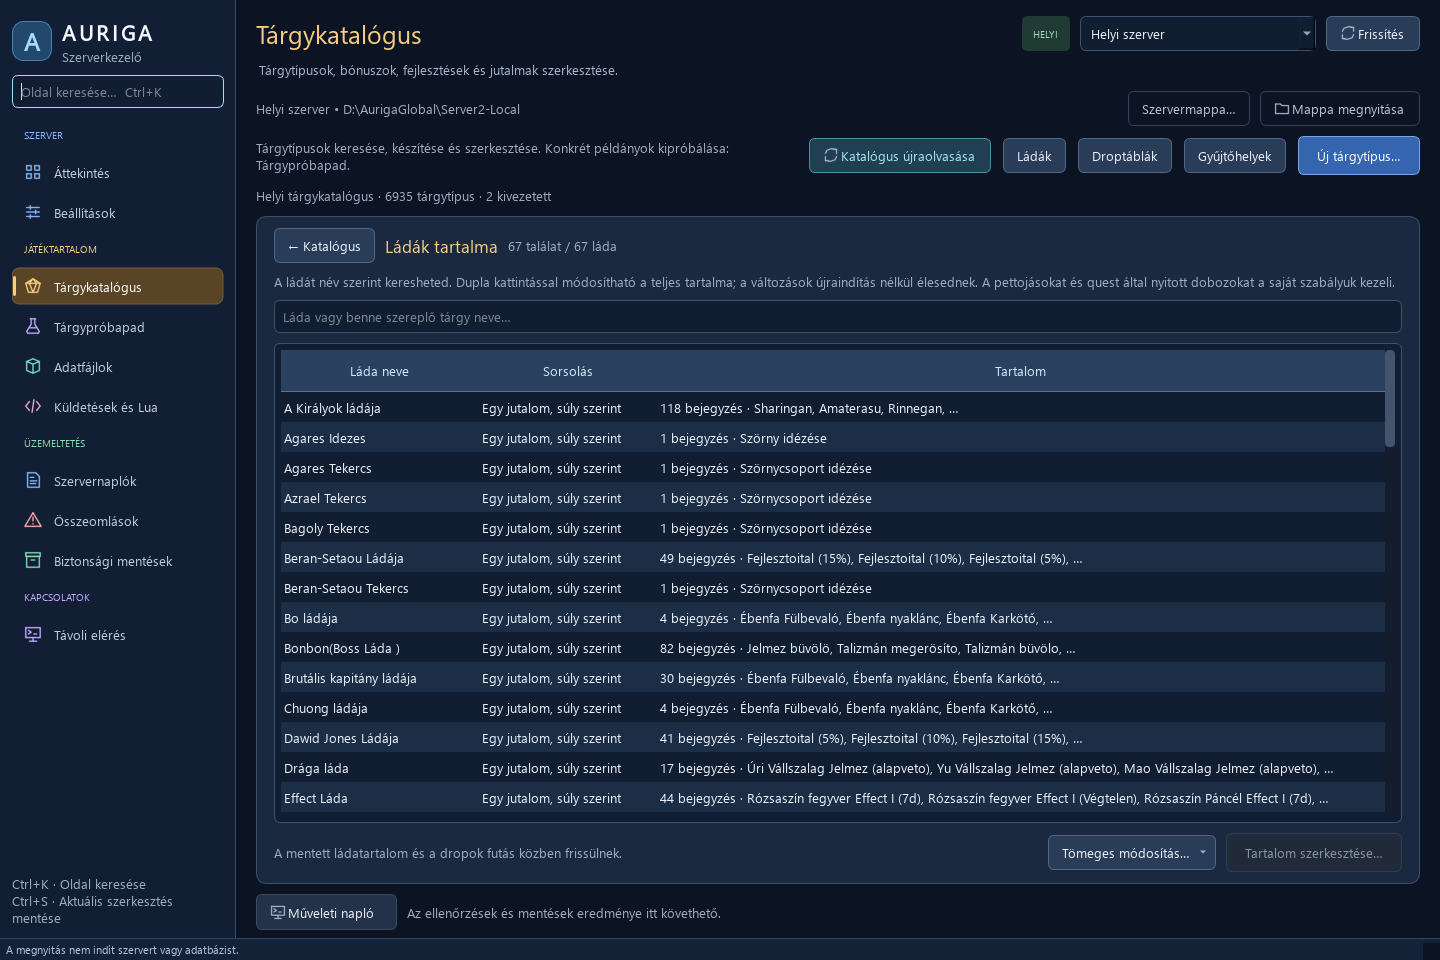 A
AURIGA
Szerverkezelő
Oldal keresése... Ctrl+K
SZERVER
Áttekintés
Beállítások
JÁTÉKTARTALOM
Tárgykatalógus
Tárgypróbapad
Adatfájlok
Küldetések és Lua
ÜZEMELTETÉS
Szervernaplók
Összeomlások
Biztonsági mentések
KAPCSOLATOK
Távoli elérés
Ctrl+K · Oldal keresése
Ctrl+S · Aktuális szerkesztés
mentése
Tárgykatalógus
HELYI
Helyi szerver
Frissítés
Tárgytípusok, bónuszok, fejlesztések és jutalmak szerkesztése.
Helyi szerver • D:\AurigaGlobal\Server2-Local
Szervermappa...
Mappa megnyitása
Tárgytípusok keresése, készítése és szerkesztése. Konkrét példányok kipróbálása:
Tárgypróbapad.
Katalógus újraolvasása
Ládák
Droptáblák
Gyűjtőhelyek
Új tárgytípus...
Helyi tárgykatalógus · 6935 tárgytípus · 2 kivezetett
← Katalógus
Ládák tartalma
67 találat / 67 láda
A ládát név szerint keresheted. Dupla kattintással módosítható a teljes tartalma; a változások újraindítás nélkül élesednek. A pettojásokat és quest által nyitott dobozokat a saját szabályuk kezeli.
Láda vagy benne szereplő tárgy neve...
Láda neve Sorsolás Tartalom
A Királyok ládája Egy jutalom, súly szerint 118 bejegyzés · Sharingan, Amaterasu, Rinnegan, ...
Agares Idezes Egy jutalom, súly szerint 1 bejegyzés · Szörny idézése
Agares Tekercs Egy jutalom, súly szerint 1 bejegyzés · Szörnycsoport idézése
Azrael Tekercs Egy jutalom, súly szerint 1 bejegyzés · Szörnycsoport idézése
Bagoly Tekercs Egy jutalom, súly szerint 1 bejegyzés · Szörnycsoport idézése
Beran-Setaou Ládája Egy jutalom, súly szerint 49 bejegyzés · Fejlesztoital (15%), Fejlesztoital (10%), Fejlesztoital (5%), ...
Beran-Setaou Tekercs Egy jutalom, súly szerint 1 bejegyzés · Szörnycsoport idézése
Bo ládája Egy jutalom, súly szerint 4 bejegyzés · Ébenfa Fülbevaló, Ébenfa nyaklánc, Ébenfa Karkötő, ...
Bonbon(Boss Láda ) Egy jutalom, súly szerint 82 bejegyzés · Jelmez büvölö, Talizmán megerösíto, Talizmán büvölo, ...
Brutális kapitány ládája Egy jutalom, súly szerint 30 bejegyzés · Ébenfa Fülbevaló, Ébenfa nyaklánc, Ébenfa Karkötő, ...
Chuong ládája Egy jutalom, súly szerint 4 bejegyzés · Ébenfa Fülbevaló, Ébenfa nyaklánc, Ébenfa Karkötő, ...
Dawid Jones Ládája Egy jutalom, súly szerint 41 bejegyzés · Fejlesztoital (5%), Fejlesztoital (10%), Fejlesztoital (15%), ...
Drága láda Egy jutalom, súly szerint 17 bejegyzés · Úri Vállszalag Jelmez (alapveto), Yu Vállszalag Jelmez (alapveto), Mao Vállszalag Jelmez (alapveto), ...
Effect Láda Egy jutalom, súly szerint 44 bejegyzés · Rózsaszín fegyver Effect I (7d), Rózsaszín fegyver Effect I (Végtelen), Rózsaszín Páncél Effect I (7d), ...
A mentett ládatartalom és a dropok futás közben frissülnek.
Tömeges módosítás...
Tartalom szerkesztése...
Műveleti napló
Az ellenőrzések és mentések eredménye itt követhető.
A megnyitás nem indít szervert vagy adatbázist.